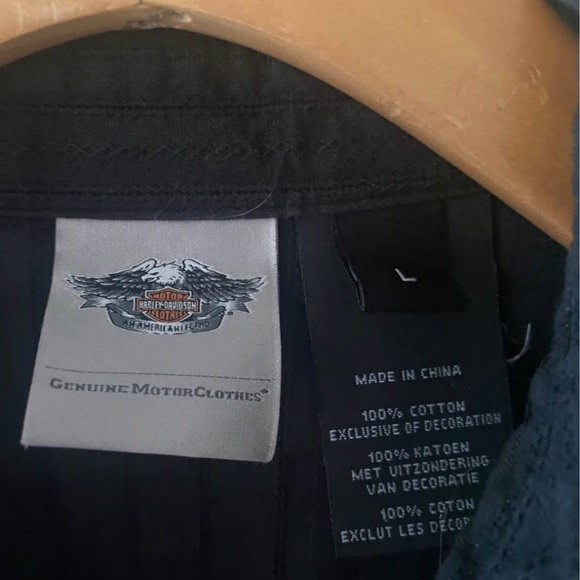 MOTOR
HARLEY-DAVIDSON
CLOTHES
AN AMERICAN LEGEND
GENUINE MOTORCLOTHES®
L
MADE IN CHINA
100% COTTON
EXCLUSIVE OF DECORATION
100% KATOEN
MET UITZONDERING
VAN DECORATIE
100% COTON
EXCLUT LES